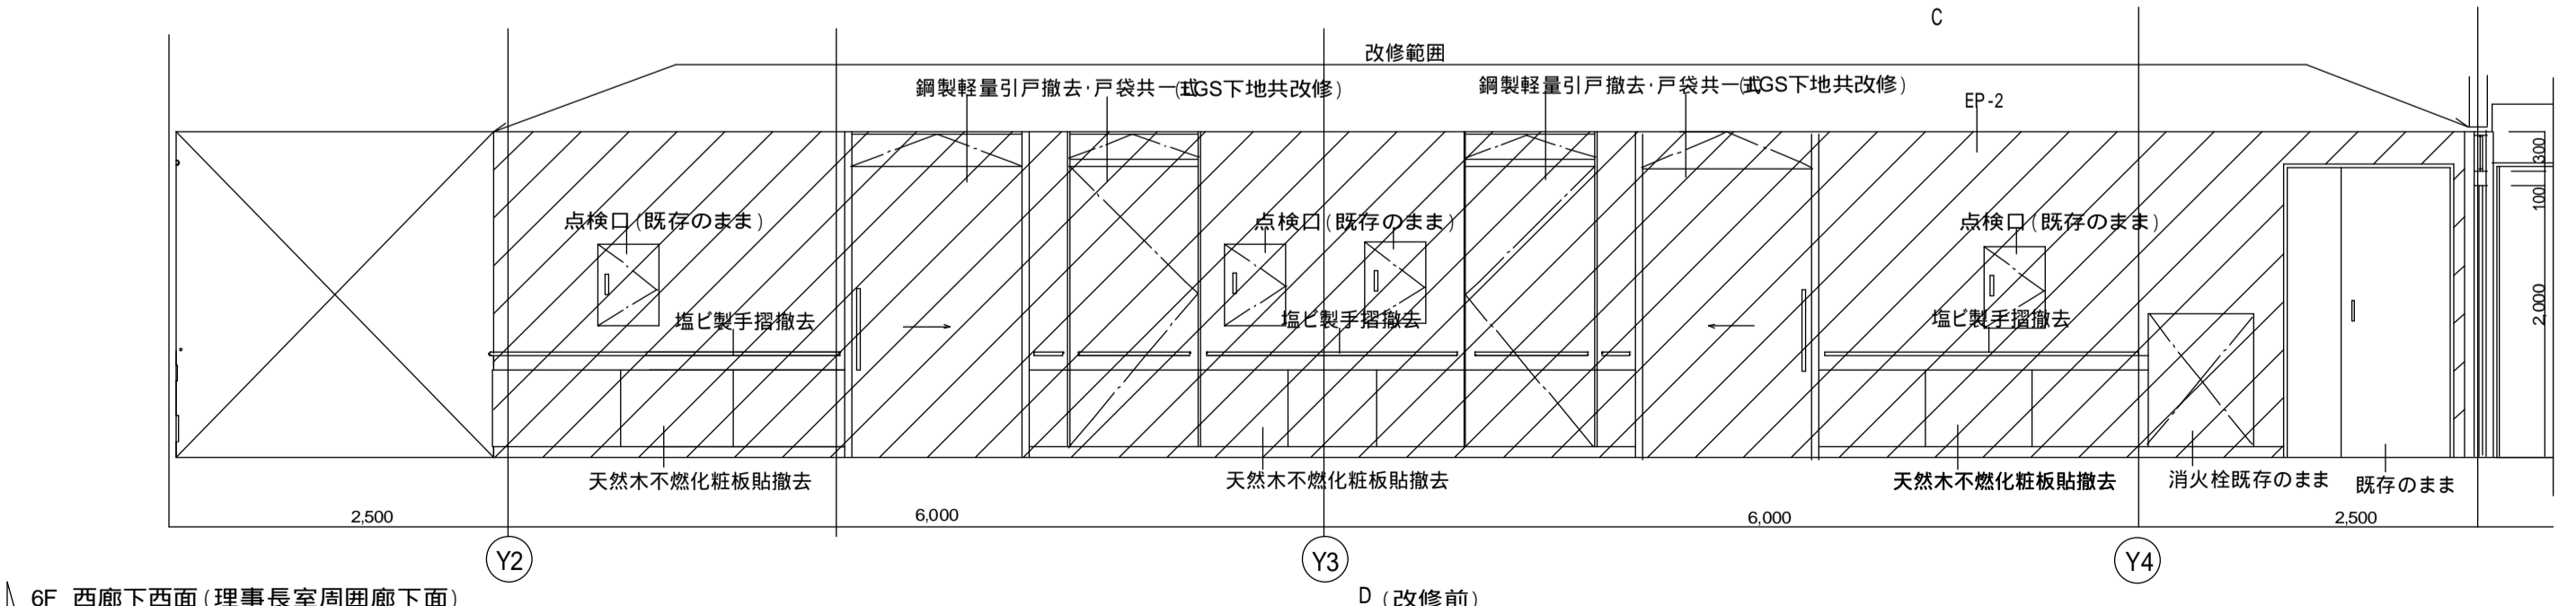 C
改修範囲
鋼製軽量引戸撤去・戸袋共一式(LGS下地共改修)
鋼製軽量引戸撤去・戸袋共一式(LGS下地共改修)
EP-2
300
100
2,000
点検口(既存のまま)
点検口(既存のまま)
点検口(既存のまま)
塩ビ製手摺撤去
塩ビ製手摺撤去
塩ビ製手摺撤去
天然木不燃化粧板貼撤去
天然木不燃化粧板貼撤去
天然木不燃化粧板貼撤去
消火栓既存のまま
既存のまま
2,500
6,000
6,000
2,500
Y2
Y3
Y4
6F 西廊下西面(理事長室周囲廊下面)
D (改修前)